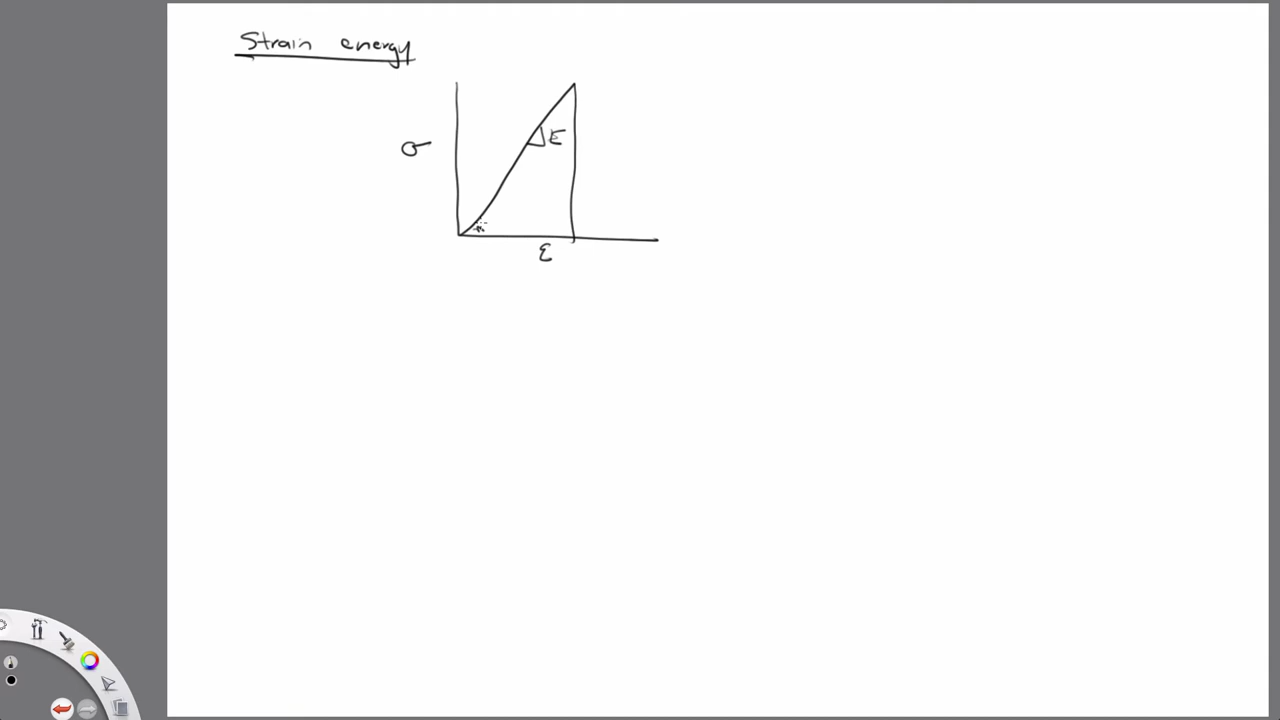 Strain energy
σ
E
ε